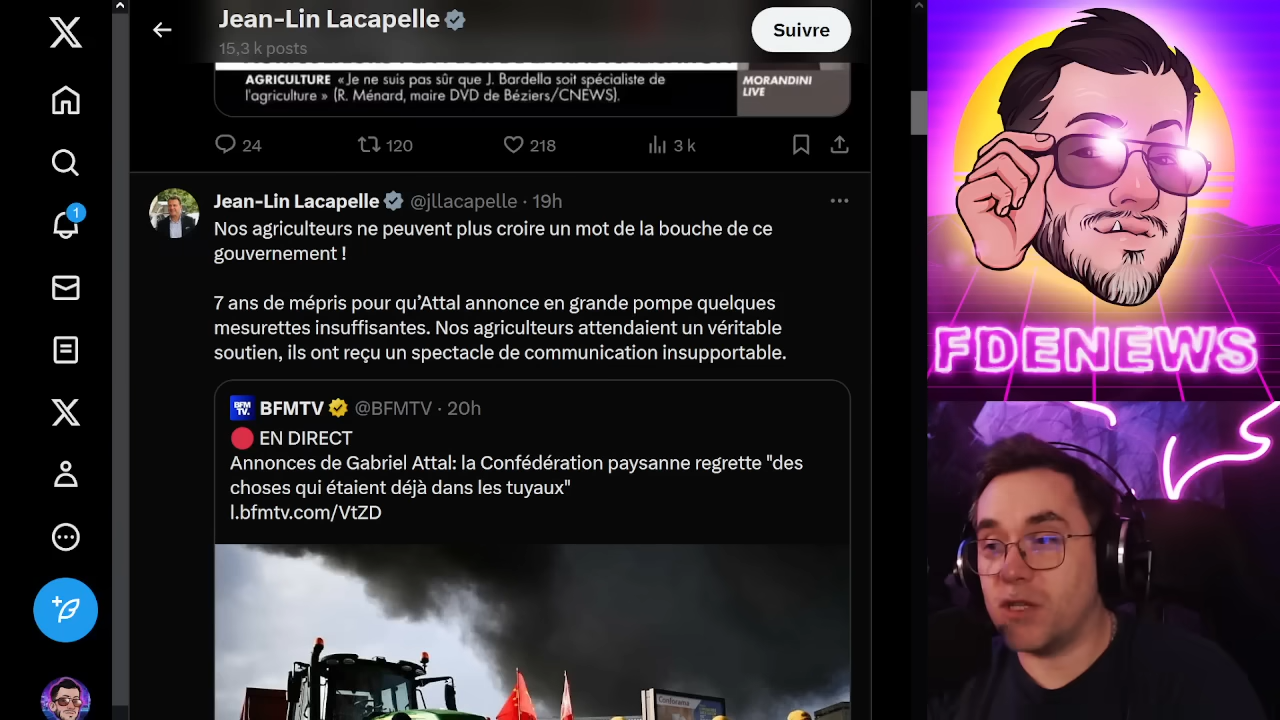 Jean-Lin Lacapelle
15,3 k posts
Suivre
AGRICULTURE «Je ne suis pas sûr que J. Bardella soit spécialiste de
l'agriculture » (R. Ménard, maire DVD de Béziers/CNEWS).
MORANDINI
LIVE
24
120
218
3 k
1
Jean-Lin Lacapelle @jllacapelle · 19h
Nos agriculteurs ne peuvent plus croire un mot de la bouche de ce
gouvernement !
7 ans de mépris pour qu’Attal annonce en grande pompe quelques
mesurettes insuffisantes. Nos agriculteurs attendaient un véritable
soutien, ils ont reçu un spectacle de communication insupportable.
BFM
TV.
BFMTV @BFMTV · 20h
EN DIRECT
Annonces de Gabriel Attal: la Confédération paysanne regrette "des
choses qui étaient déjà dans les tuyaux"
l.bfmtv.com/VtZD
Conforama
FDENEWS